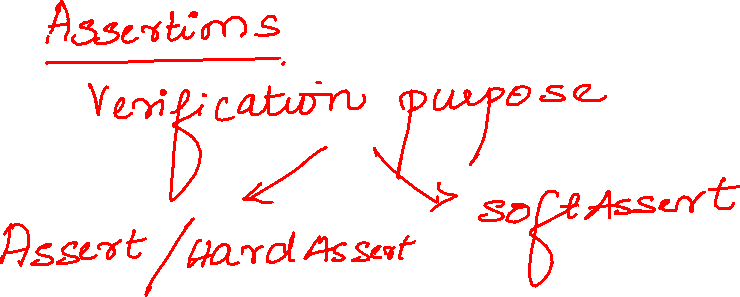 Assertions
Verification purpose
Assert/HardAssert
softAssert